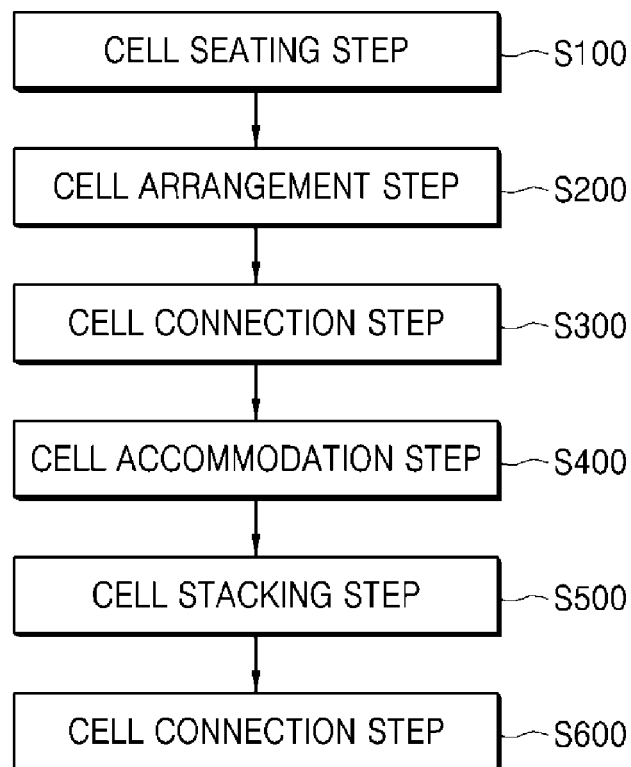 CELL SEATING STEP S100
CELL ARRANGEMENT STEP S200
CELL CONNECTION STEP S300
CELL ACCOMMODATION STEP S400
CELL STACKING STEP S500
CELL CONNECTION STEP S600